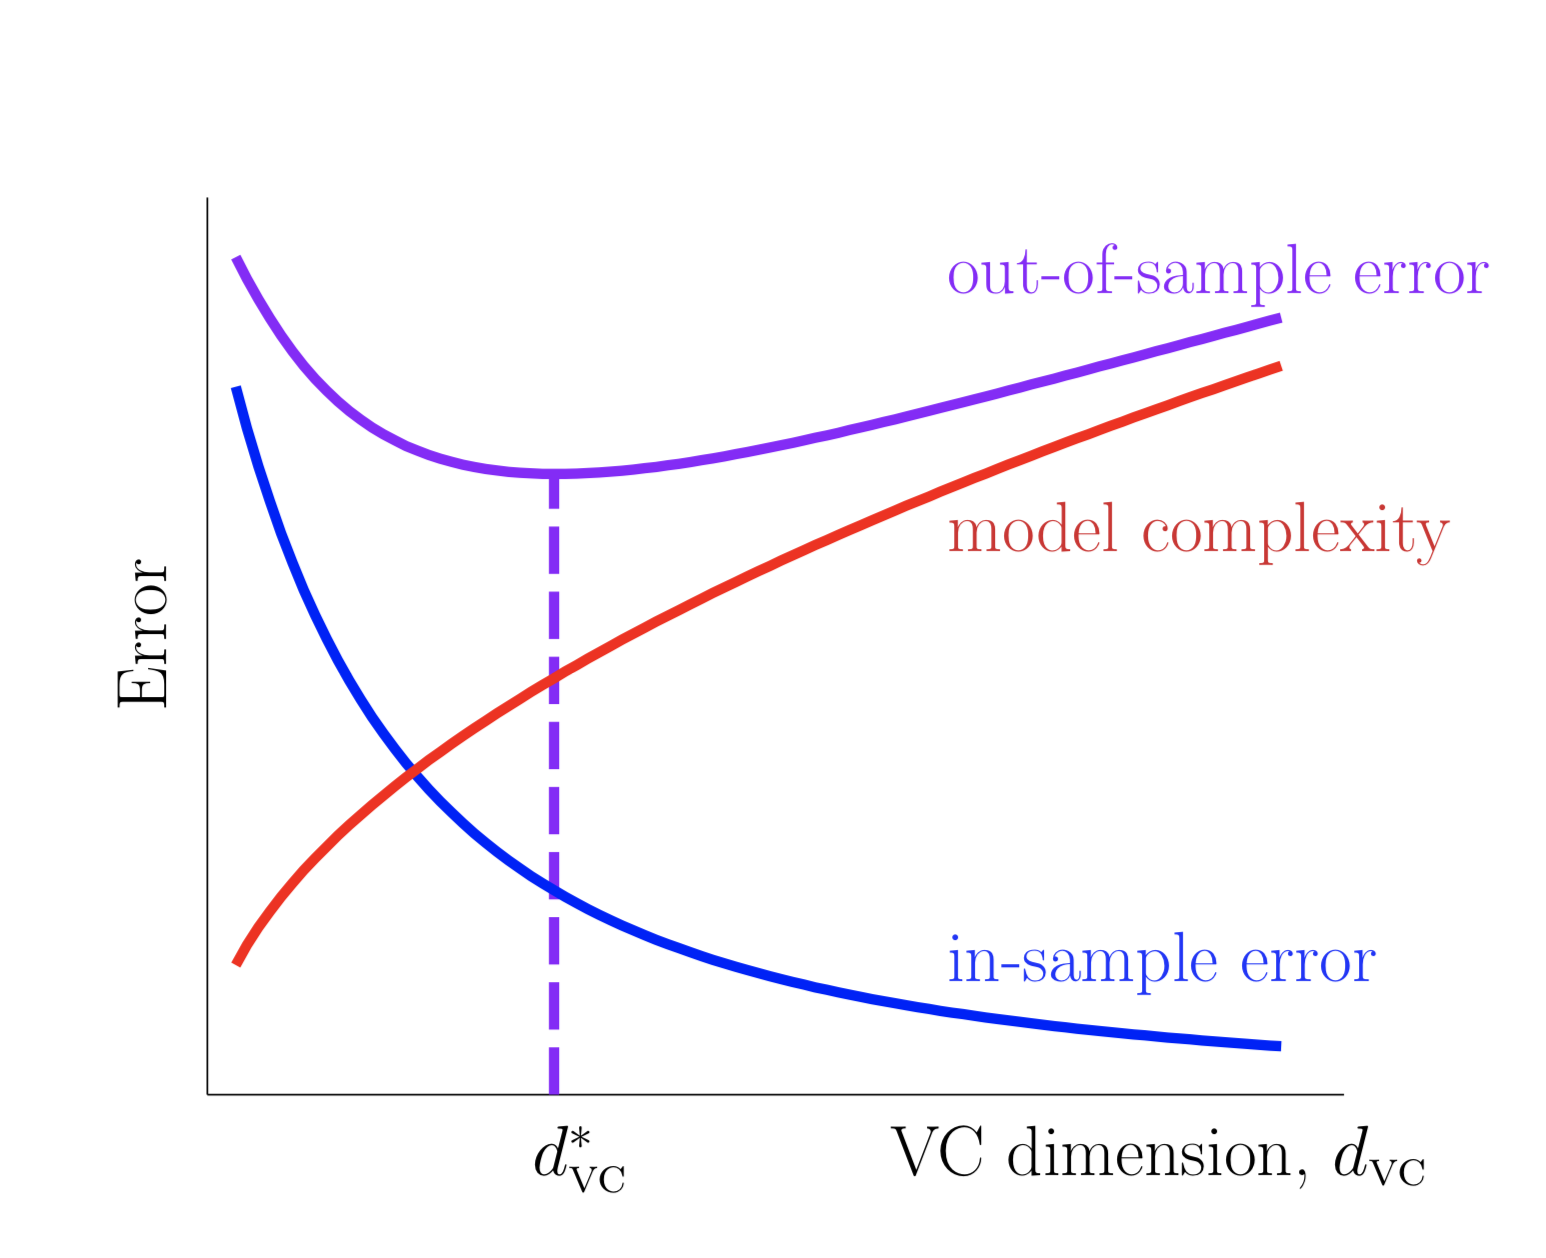 out-of-sample error
model complexity
Error
in-sample error
d*VC
VC dimension, dVC